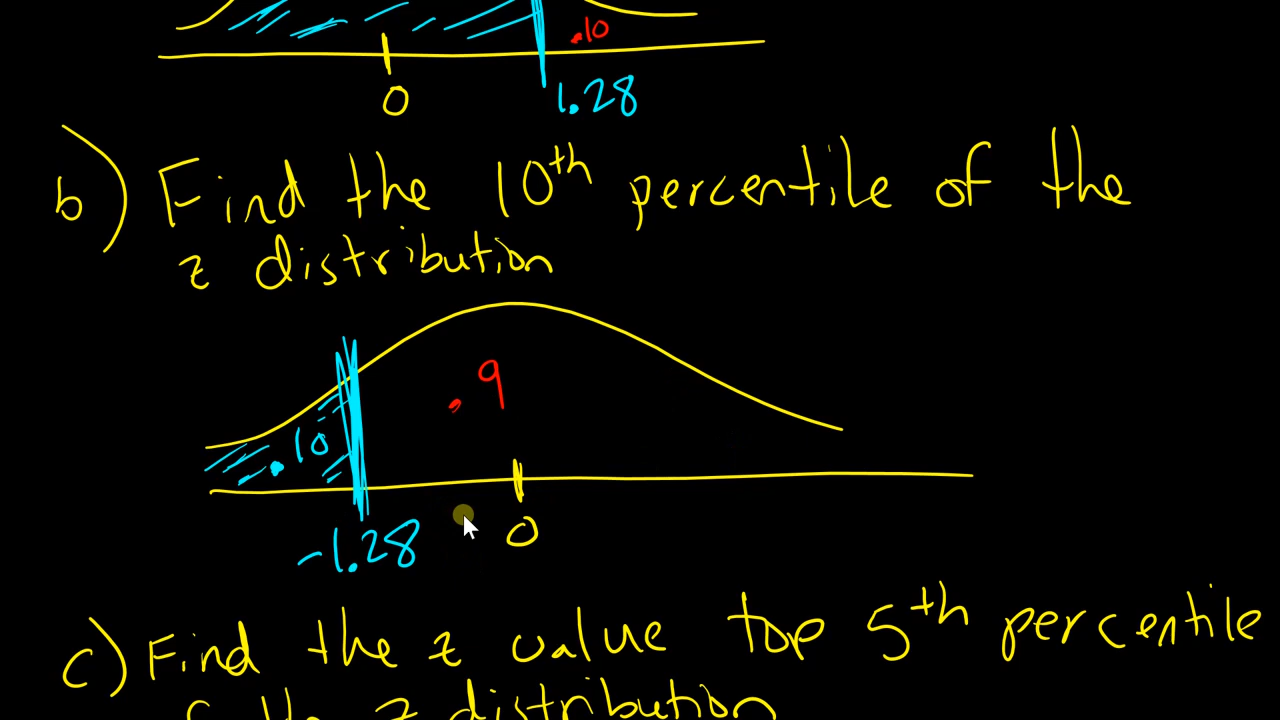 .10
0
1.28
b) Find the 10th percentile of the
z distribution
.9
.10
-1.28
0
c) Find the z value top 5th percentile
z distribution